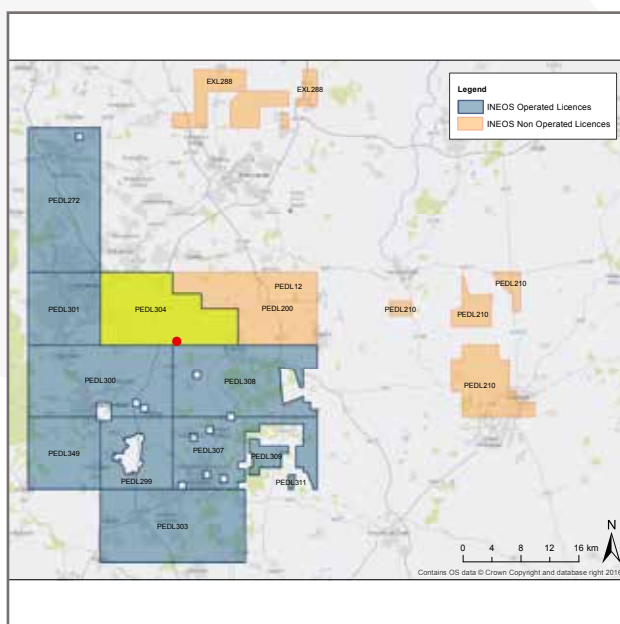 EXL288
EXL288
Legend
INEOS Operated Licences
INEOS Non Operated Licences
PEDL272
PEDL301
PEDL304
PEDL12
PEDL200
PEDL210
PEDL210
PEDL210
PEDL300
PEDL308
PEDL210
PEDL349
PEDL299
PEDL307
PEDL309
PEDL311
PEDL303
N
0 4 8 12 16 km
Contains OS data © Crown Copyright and database right 2016